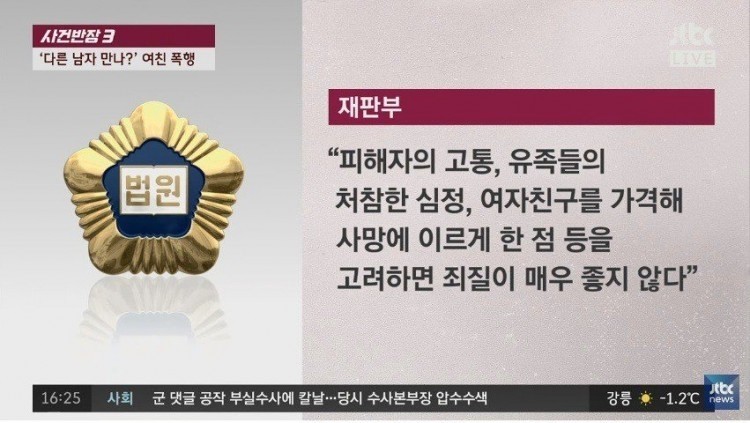 사건반장 3
‘다른 남자 만나?’ 여친 폭행
jtbc
LIVE
재판부
“피해자의 고통, 유족들의
처참한 심정, 여자친구를 가격해
사망에 이르게 한 점 등을
고려하면 죄질이 매우 좋지 않다”
법원
16:25 사회 군 댓글 공작 부실수사에 칼날…당시 수사본부장 압수수색 강릉 -1.2℃
jtbc
news